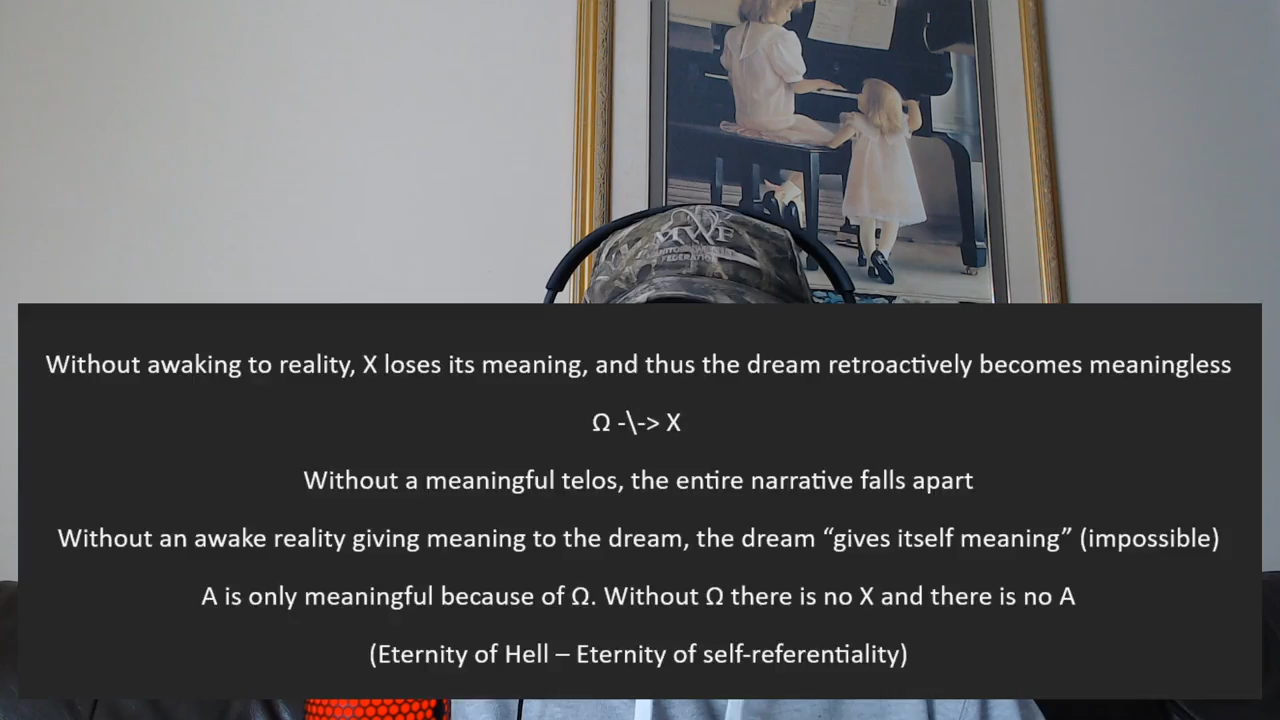 MWF
FEDERATION
Without awaking to reality, X loses its meaning, and thus the dream retroactively becomes meaningless
Ω -\-> X
Without a meaningful telos, the entire narrative falls apart
Without an awake reality giving meaning to the dream, the dream “gives itself meaning” (impossible)
A is only meaningful because of Ω. Without Ω there is no X and there is no A
(Eternity of Hell – Eternity of self-referentiality)